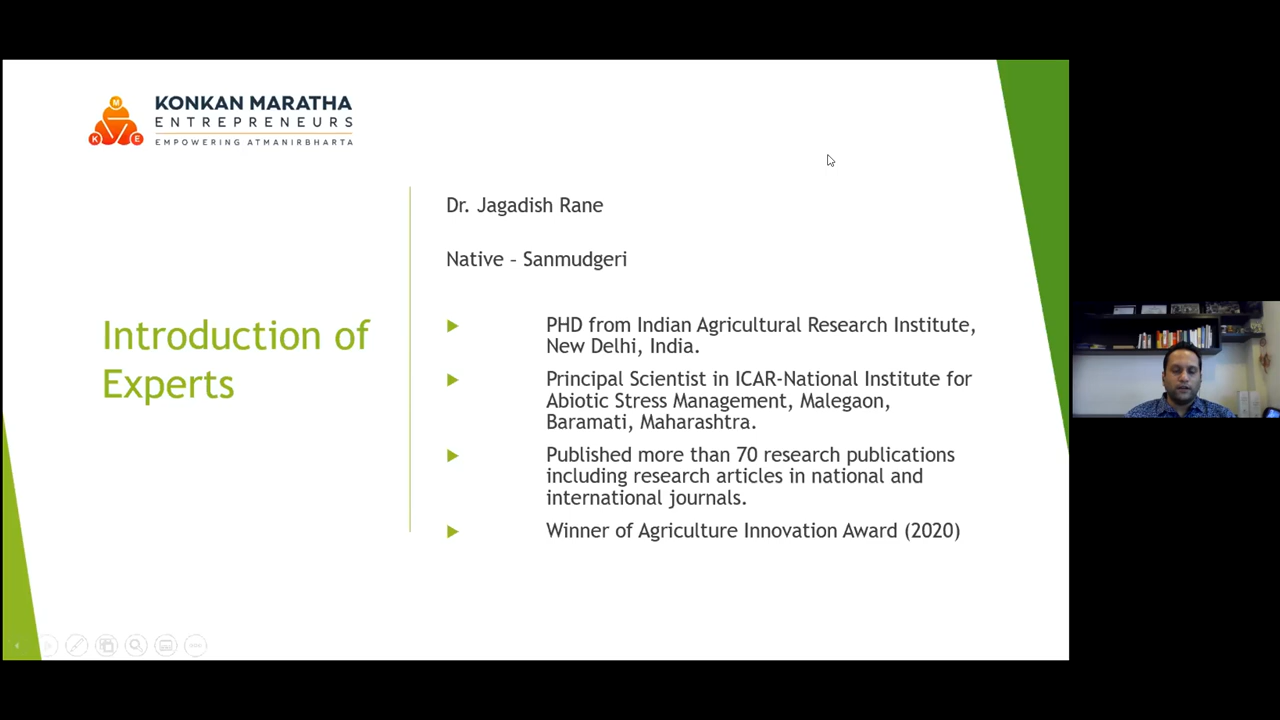 M
K
E
KONKAN MARATHA
ENTREPRENEURS
EMPOWERING ATMANIRBHARTA
Introduction of
Experts
Dr. Jagadish Rane
Native - Sanmudgeri
PHD from Indian Agricultural Research Institute,
New Delhi, India.
Principal Scientist in ICAR-National Institute for
Abiotic Stress Management, Malegaon,
Baramati, Maharashtra.
Published more than 70 research publications
including research articles in national and
international journals.
Winner of Agriculture Innovation Award (2020)